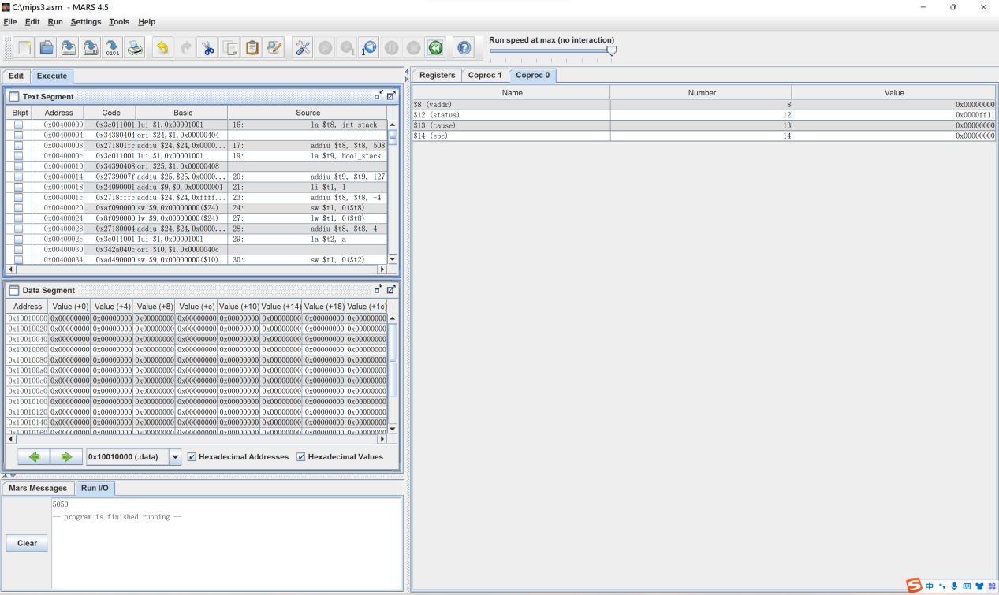 C:\mips3.asm - MARS 4.5
File Edit Run Settings Tools Help
Run speed at max (no interaction)
Edit Execute
Text Segment
Bkpt Address Code Basic Source
0x00400000 0x3c011001 lui $1,0x00001001 16: la $t8, int_stack
0x00400004 0x34380404 ori $24,$1,0x00000404
0x00400008 0x271801fc addiu $24,$24,0x0000... 17: addiu $t8, $t8, 508
0x0040000c 0x3c011001 lui $1,0x00001001 19: la $t9, bool_stack
0x00400010 0x34390408 ori $25,$1,0x00000408
0x00400014 0x2739007f addiu $25,$25,0x0000... 20: addiu $t9, $t9, 127
0x00400018 0x24090001 addiu $9,$0,0x00000001 21: li $t1, 1
0x0040001c 0x2718fffc addiu $24,$24,0xffff... 23: addiu $t8, $t8, -4
0x00400020 0xaf090000 sw $9,0x00000000($24) 24: sw $t1, 0($t8)
0x00400024 0x8f090000 lw $9,0x00000000($24) 27: lw $t1, 0($t8)
0x00400028 0x27180004 addiu $24,$24,0x0000... 28: addiu $t8, $t8, 4
0x0040002c 0x3c011001 lui $1,0x00001001 29: la $t2, a
0x00400030 0x342a040c ori $10,$1,0x0000040c
0x00400034 0xad490000 sw $9,0x00000000($10) 30: sw $t1, 0($t2)
Data Segment
Address Value (+0) Value (+4) Value (+8) Value (+c) Value (+10) Value (+14) Value (+18) Value (+1c)
0x10010000 0x00000000 0x00000000 0x00000000 0x00000000 0x00000000 0x00000000 0x00000000 0x00000000
0x10010020 0x00000000 0x00000000 0x00000000 0x00000000 0x00000000 0x00000000 0x00000000 0x00000000
0x10010040 0x00000000 0x00000000 0x00000000 0x00000000 0x00000000 0x00000000 0x00000000 0x00000000
0x10010060 0x00000000 0x00000000 0x00000000 0x00000000 0x00000000 0x00000000 0x00000000 0x00000000
0x10010080 0x00000000 0x00000000 0x00000000 0x00000000 0x00000000 0x00000000 0x00000000 0x00000000
0x100100a0 0x00000000 0x00000000 0x00000000 0x00000000 0x00000000 0x00000000 0x00000000 0x00000000
0x100100c0 0x00000000 0x00000000 0x00000000 0x00000000 0x00000000 0x00000000 0x00000000 0x00000000
0x100100e0 0x00000000 0x00000000 0x00000000 0x00000000 0x00000000 0x00000000 0x00000000 0x00000000
0x10010100 0x00000000 0x00000000 0x00000000 0x00000000 0x00000000 0x00000000 0x00000000 0x00000000
0x10010120 0x00000000 0x00000000 0x00000000 0x00000000 0x00000000 0x00000000 0x00000000 0x00000000
0x10010140 0x00000000 0x00000000 0x00000000 0x00000000 0x00000000 0x00000000 0x00000000 0x00000000
0x10010160 0x00000000 0x00000000 0x00000000 0x00000000 0x00000000 0x00000000 0x00000000 0x00000000
0x10010000 (.data) Hexadecimal Addresses Hexadecimal Values
Mars Messages Run I/O
5050
-- program is finished running --
Clear
Registers Coproc 1 Coproc 0
Name Number Value
$8 (vaddr) 8 0x00000000
$12 (status) 12 0x0000ff11
$13 (cause) 13 0x00000000
$14 (epc) 14 0x00000000
S 中